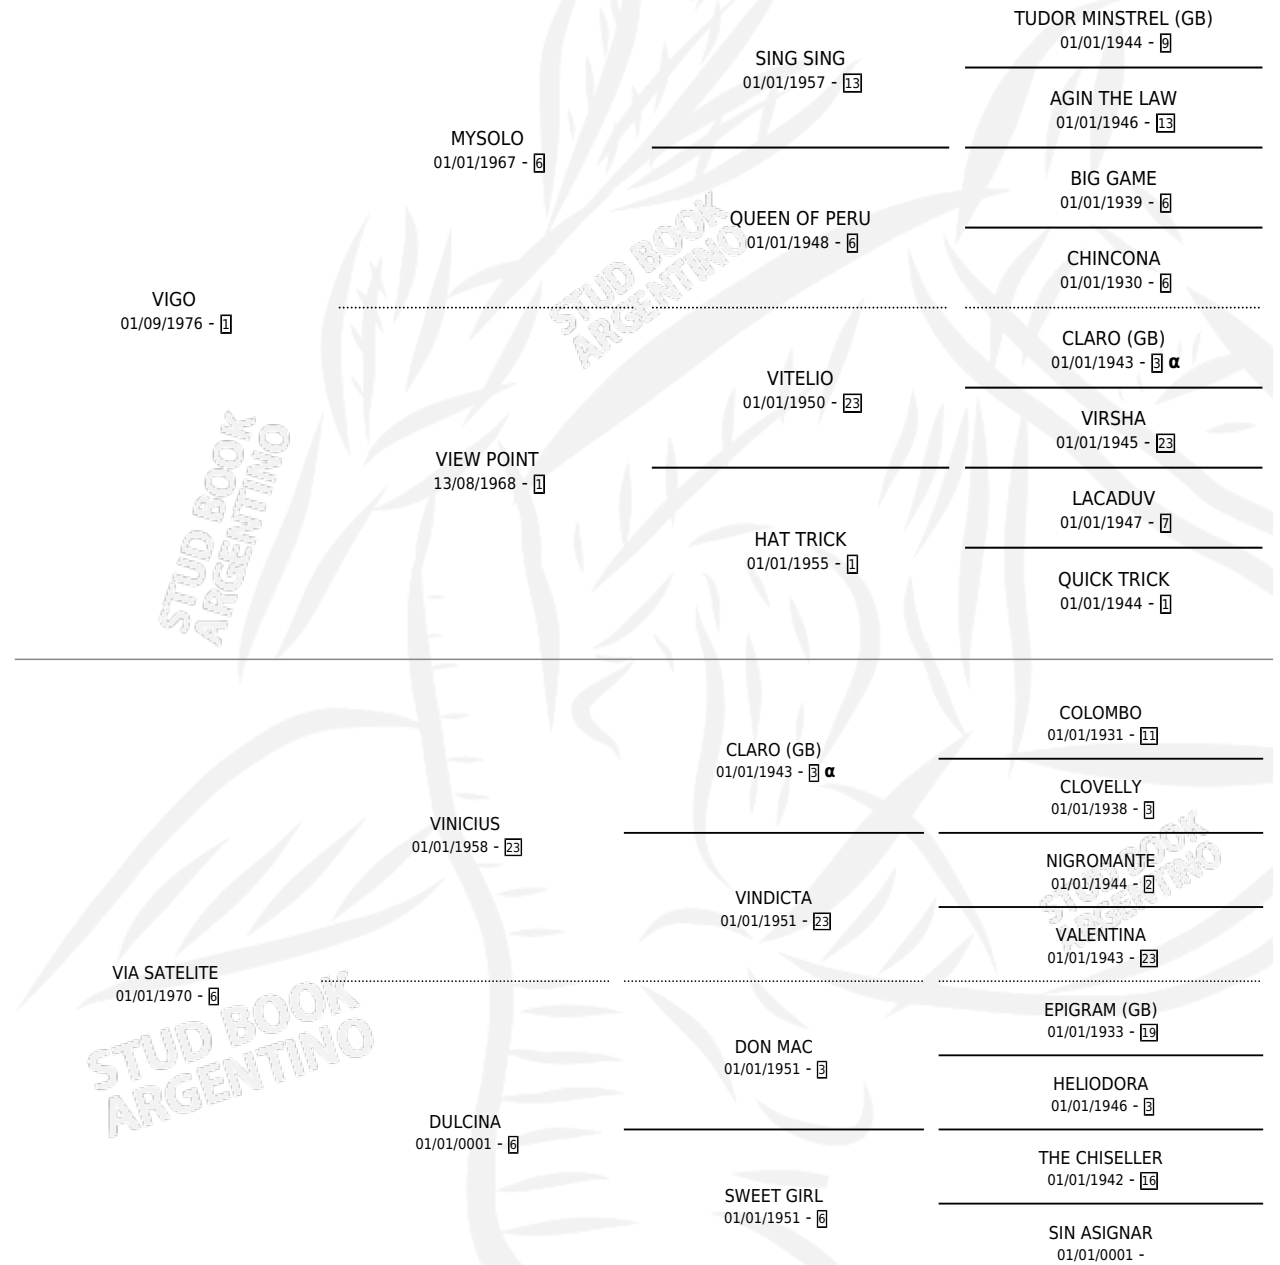 TUDOR MINSTREL (GB)
01/01/1944 - 9
SING SING
01/01/1957 - 13
AGIN THE LAW
01/01/1946 - 13
MYSOLO
01/01/1967 - 6
BIG GAME
01/01/1939 - 6
QUEEN OF PERU
01/01/1948 - 6
CHINCONA
01/01/1930 - 6
VIGO
01/09/1976 - 1
CLARO (GB)
01/01/1943 - 3 α
VITELIO
01/01/1950 - 23
VIRSHA
01/01/1945 - 23
VIEW POINT
13/08/1968 - 1
LACADUV
01/01/1947 - 7
HAT TRICK
01/01/1955 - 1
QUICK TRICK
01/01/1944 - 1
STUD BOOK
ARGENTINO
STUD BOOK
ARGENTINO
COLOMBO
01/01/1931 - 11
CLARO (GB)
01/01/1943 - 3 α
CLOVELLY
01/01/1938 - 3
VINICIUS
01/01/1958 - 23
NIGROMANTE
01/01/1944 - 2
VINDICTA
01/01/1951 - 23
VALENTINA
01/01/1943 - 23
VIA SATELITE
01/01/1970 - 6
EPIGRAM (GB)
01/01/1933 - 19
DON MAC
01/01/1951 - 3
HELIODORA
01/01/1946 - 3
DULCINA
01/01/0001 - 6
THE CHISELLER
01/01/1942 - 16
SWEET GIRL
01/01/1951 - 6
SIN ASIGNAR
01/01/0001 -
STUD BOOK
ARGENTINO
STUD BOOK
ARGENTINO